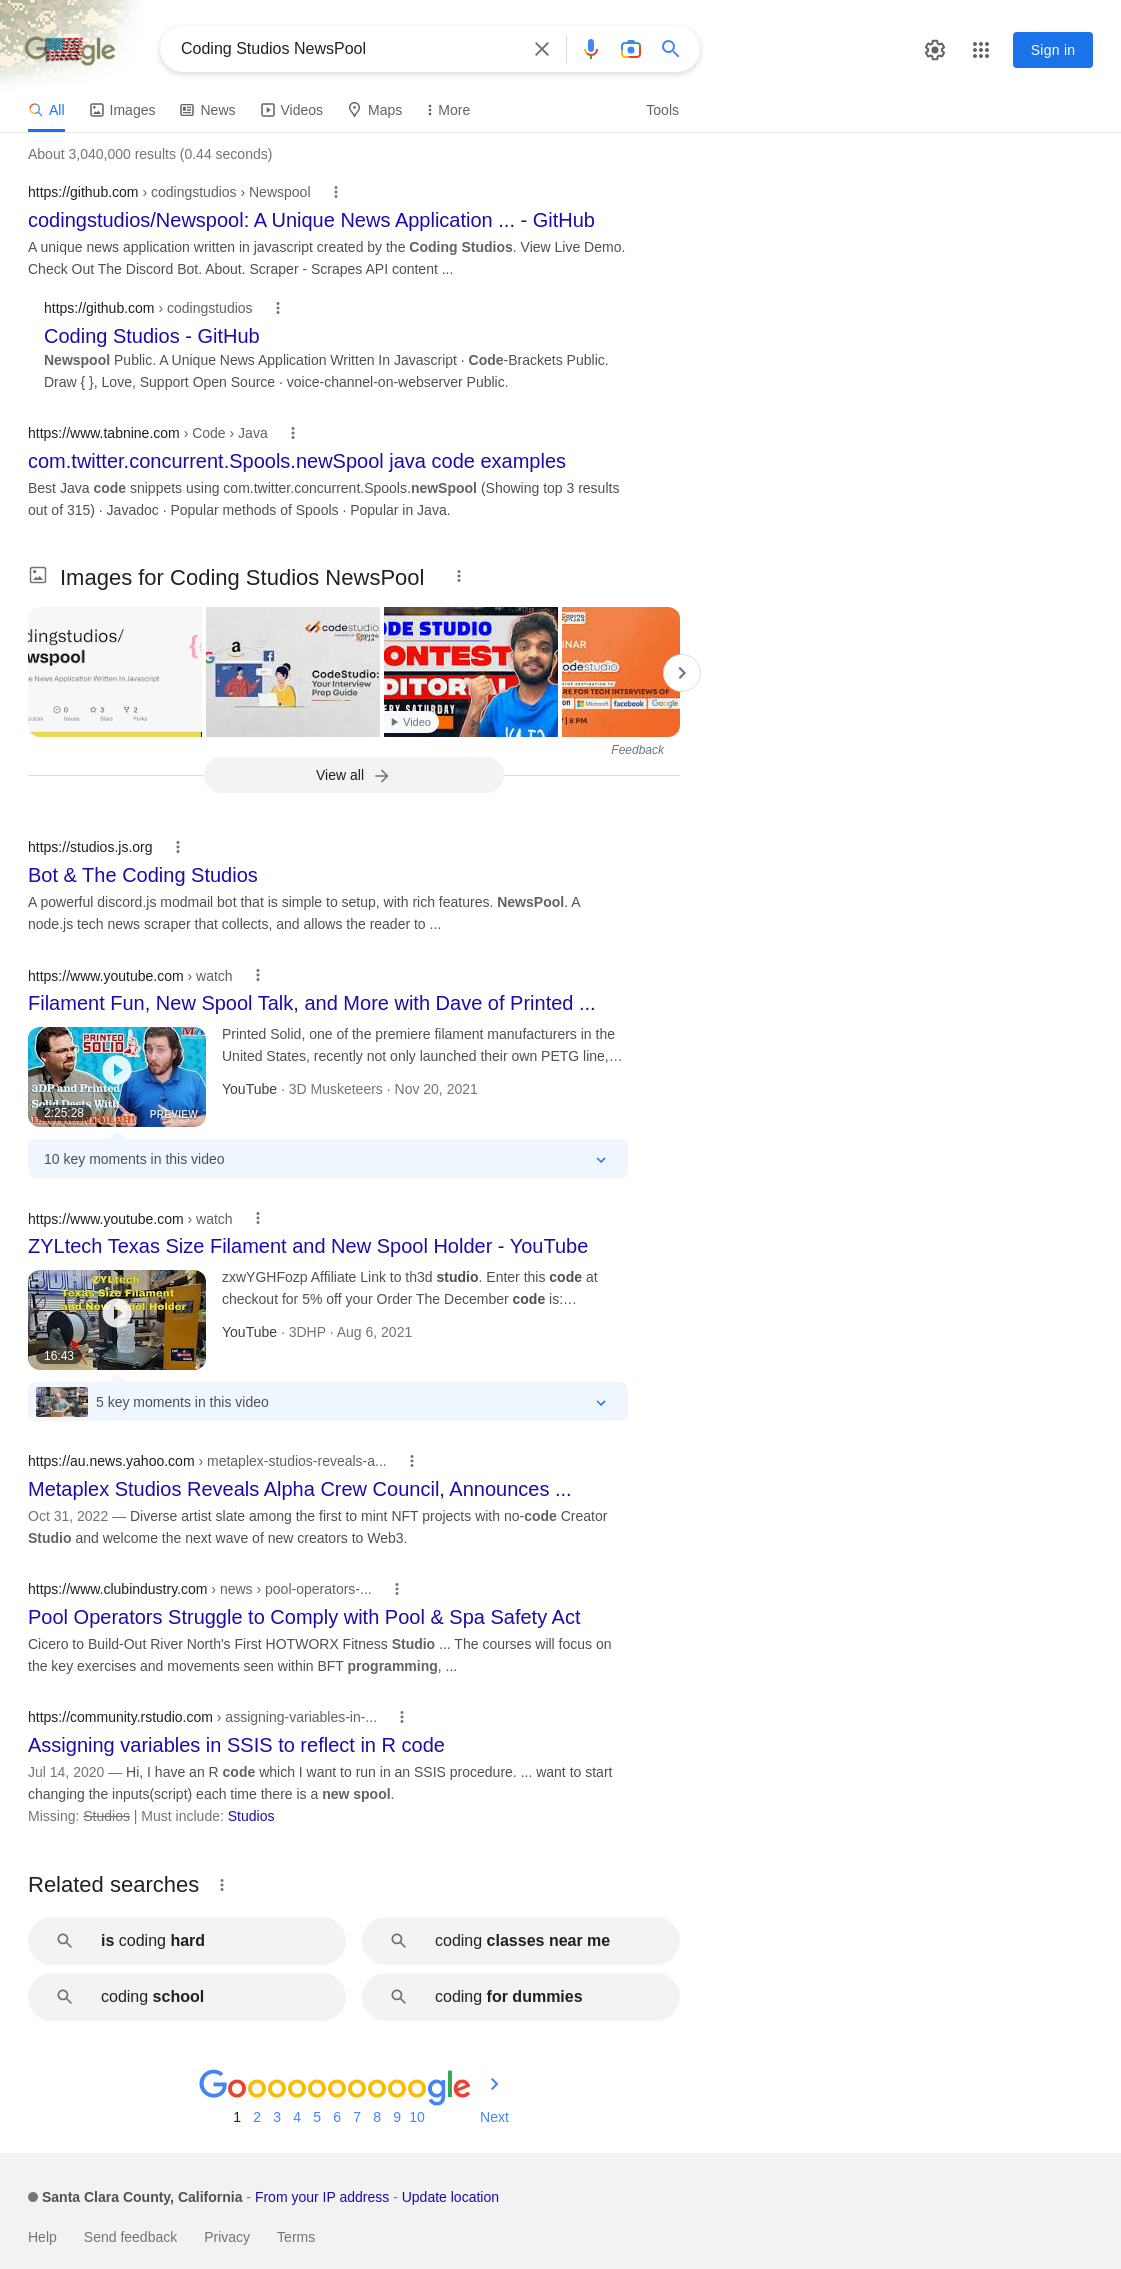 Google
Coding Studios NewsPool
Sign in
All
Images
News
Videos
Maps
More
Tools
About 3,040,000 results (0.44 seconds)
https://github.com › codingstudios › Newspool
codingstudios/Newspool: A Unique News Application ... - GitHub
A unique news application written in javascript created by the Coding Studios. View Live Demo.
Check Out The Discord Bot. About. Scraper - Scrapes API content ...
https://github.com › codingstudios
Coding Studios - GitHub
Newspool Public. A Unique News Application Written In Javascript · Code-Brackets Public.
Draw { }, Love, Support Open Source · voice-channel-on-webserver Public.
https://www.tabnine.com › Code › Java
com.twitter.concurrent.Spools.newSpool java code examples
Best Java code snippets using com.twitter.concurrent.Spools.newSpool (Showing top 3 results
out of 315) · Javadoc · Popular methods of Spools · Popular in Java.
Images for Coding Studios NewsPool
dingstudios/
wspool
e News Application Written In Javascript
0 3 2
Issues Stars Forks
codestudio
CodeStudio:
Your Interview
Prep Guide
ODE STUDIO
CONTEST
EDITORIAL
VERY SATURDAY
Video
INAR
codestudio
RE FOR TECH INTERVIEWS OF
on Microsoft facebook Google
| 8 PM
Feedback
View all
https://studios.js.org
Bot & The Coding Studios
A powerful discord.js modmail bot that is simple to setup, with rich features. NewsPool. A
node.js tech news scraper that collects, and allows the reader to ...
https://www.youtube.com › watch
Filament Fun, New Spool Talk, and More with Dave of Printed ...
PRINTED
SOLID
3DP and Printed
Solid Deets With
2:25:28
PREVIEW
Printed Solid, one of the premiere filament manufacturers in the
United States, recently not only launched their own PETG line,…
YouTube · 3D Musketeers · Nov 20, 2021
10 key moments in this video
https://www.youtube.com › watch
ZYLtech Texas Size Filament and New Spool Holder - YouTube
ZYLtech
Texas Size Filament
and New Spool Holder
16:43
zxwYGHFozp Affiliate Link to th3d studio. Enter this code at
checkout for 5% off your Order The December code is:…
YouTube · 3DHP · Aug 6, 2021
5 key moments in this video
https://au.news.yahoo.com › metaplex-studios-reveals-a...
Metaplex Studios Reveals Alpha Crew Council, Announces ...
Oct 31, 2022 — Diverse artist slate among the first to mint NFT projects with no-code Creator
Studio and welcome the next wave of new creators to Web3.
https://www.clubindustry.com › news › pool-operators-...
Pool Operators Struggle to Comply with Pool & Spa Safety Act
Cicero to Build-Out River North's First HOTWORX Fitness Studio ... The courses will focus on
the key exercises and movements seen within BFT programming, ...
https://community.rstudio.com › assigning-variables-in-...
Assigning variables in SSIS to reflect in R code
Jul 14, 2020 — Hi, I have an R code which I want to run in an SSIS procedure. ... want to start
changing the inputs(script) each time there is a new spool.
Missing: Studios | Must include: Studios
Related searches
is coding hard
coding classes near me
coding school
coding for dummies
Goooooooooogle
1 2 3 4 5 6 7 8 9 10 Next
Santa Clara County, California - From your IP address - Update location
Help Send feedback Privacy Terms